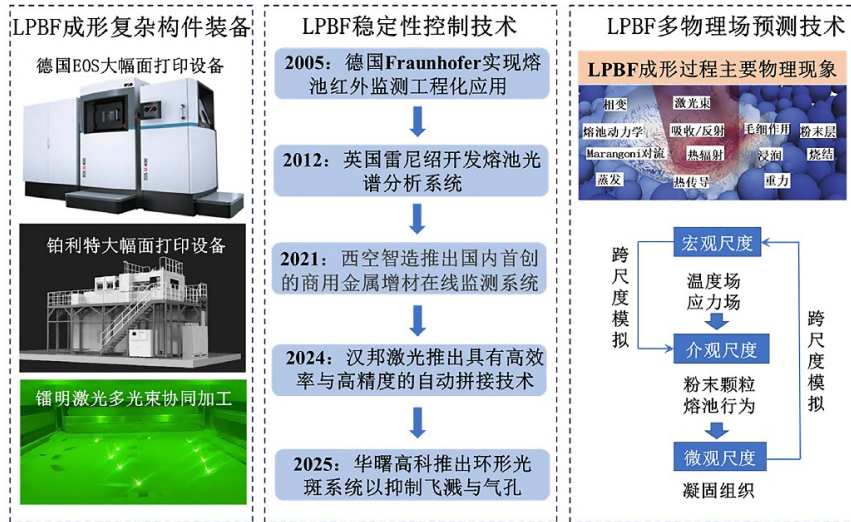 LPBF成形复杂构件装备
德国EOS大幅面打印设备
铂利特大幅面打印设备
镭明激光多光束协同加工
LPBF稳定性控制技术
2005：德国Fraunhofer实现熔
池红外监测工程化应用
2012：英国雷尼绍开发熔池光
谱分析系统
2021：西空智造推出国内首创
的商用金属增材在线监测系统
2024：汉邦激光推出具有高效
率与高精度的自动拼接技术
2025：华曙高科推出环形光
斑系统以抑制飞溅与气孔
LPBF多物理场预测技术
LPBF成形过程主要物理现象
相变
激光束
熔池动力学
吸收/反射
毛细作用
粉末层
Marangoni对流
热辐射
浸润
烧结
蒸发
热传导
重力
跨尺度模拟
宏观尺度
温度场
应力场
介观尺度
粉末颗粒
熔池行为
微观尺度
凝固组织
跨尺度模拟